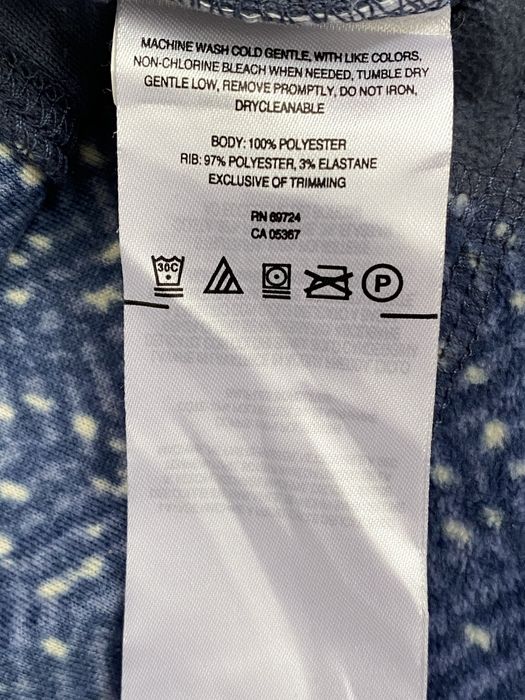 MACHINE WASH COLD GENTLE, WITH LIKE COLORS,
NON-CHLORINE BLEACH WHEN NEEDED, TUMBLE DRY
GENTLE LOW, REMOVE PROMPTLY, DO NOT IRON,
DRYCLEANABLE
BODY: 100% POLYESTER
RIB: 97% POLYESTER, 3% ELASTANE
EXCLUSIVE OF TRIMMING
RN 69724
CA 05367
30C P